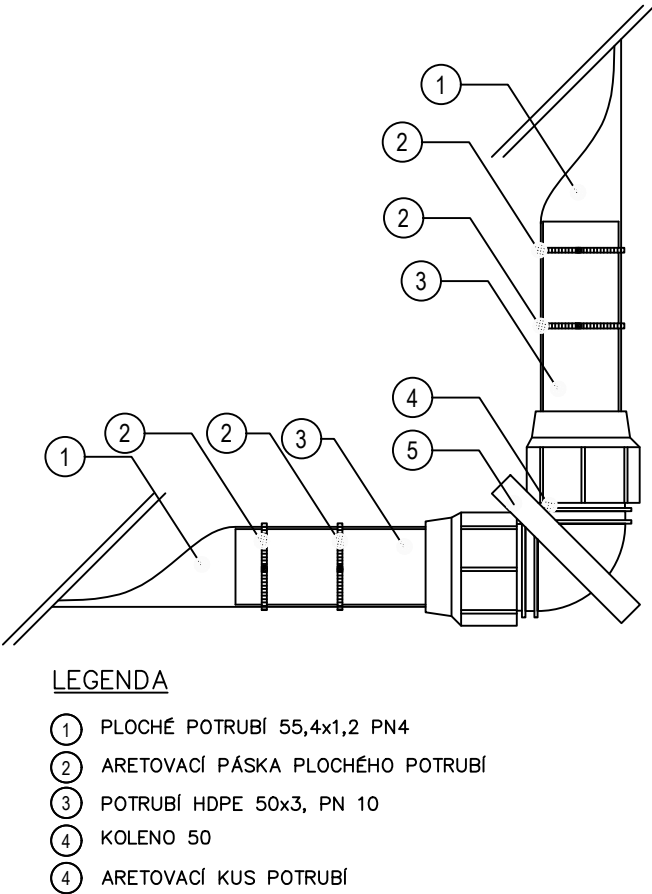 1
2
2
3
4
5
1
2
2
3
LEGENDA
1 PLOCHÉ POTRUBÍ 55,4x1,2 PN4
2 ARETOVACÍ PÁSKA PLOCHÉHO POTRUBÍ
3 POTRUBÍ HDPE 50x3, PN 10
4 KOLENO 50
4 ARETOVACÍ KUS POTRUBÍ